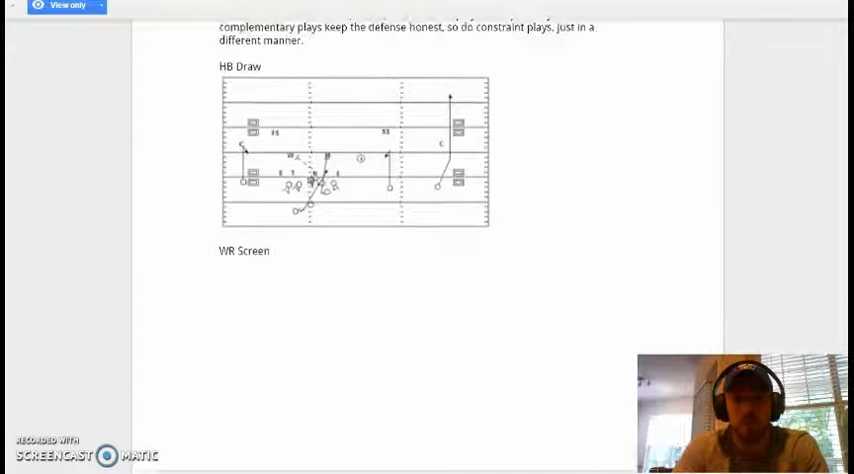 View only
complementary plays keep the defense honest, so do constraint plays, just in a
different manner.
HB Draw
FS
SS
C
W
M
C
E T N E
WR Screen
RECORDED WITH
SCREENCAST MATIC